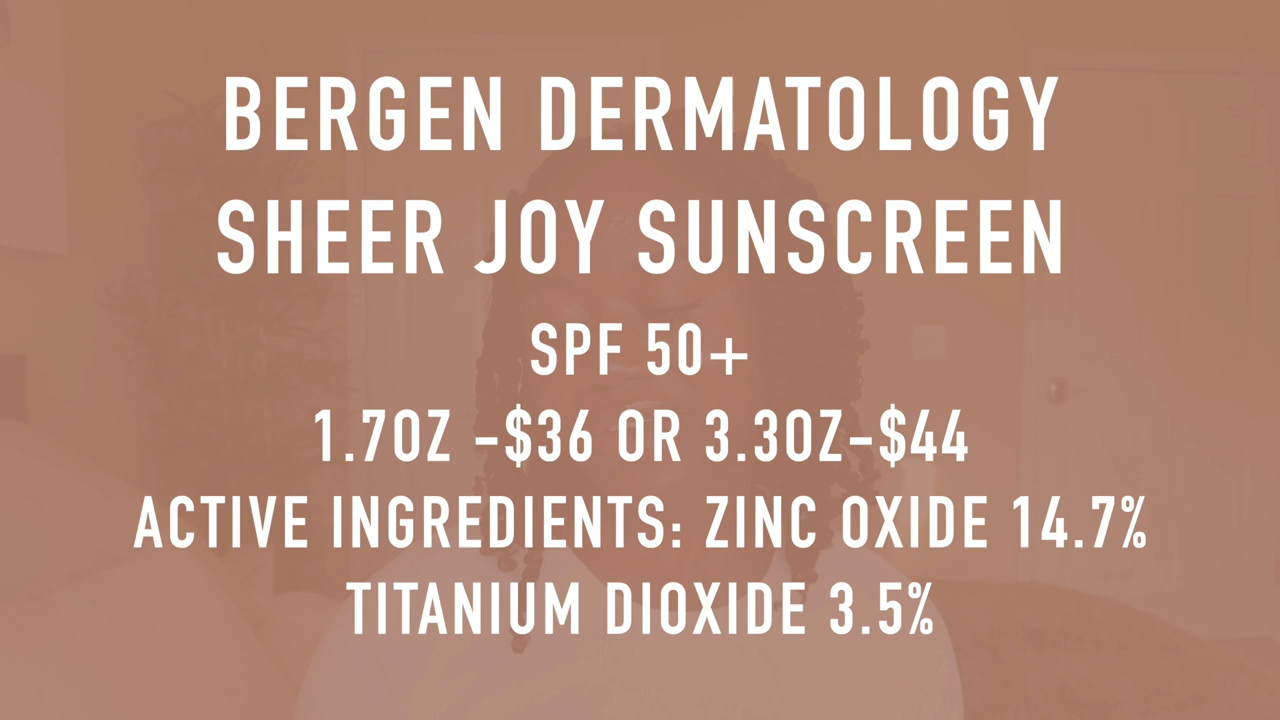 BERGEN DERMATOLOGY
SHEER JOY SUNSCREEN
SPF 50+
1.7OZ -$36 OR 3.3OZ-$44
ACTIVE INGREDIENTS: ZINC OXIDE 14.7%
TITANIUM DIOXIDE 3.5%